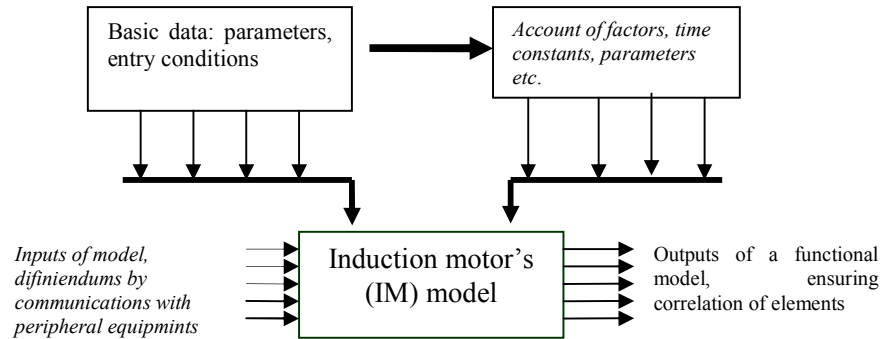 Basic data: parameters,
entry conditions
Account of factors, time
constants, parameters
etc.
Inputs of model,
difiniendums by
communications with
peripheral equipmints
Induction motor's
(IM) model
Outputs of a functional
model, ensuring
correlation of elements